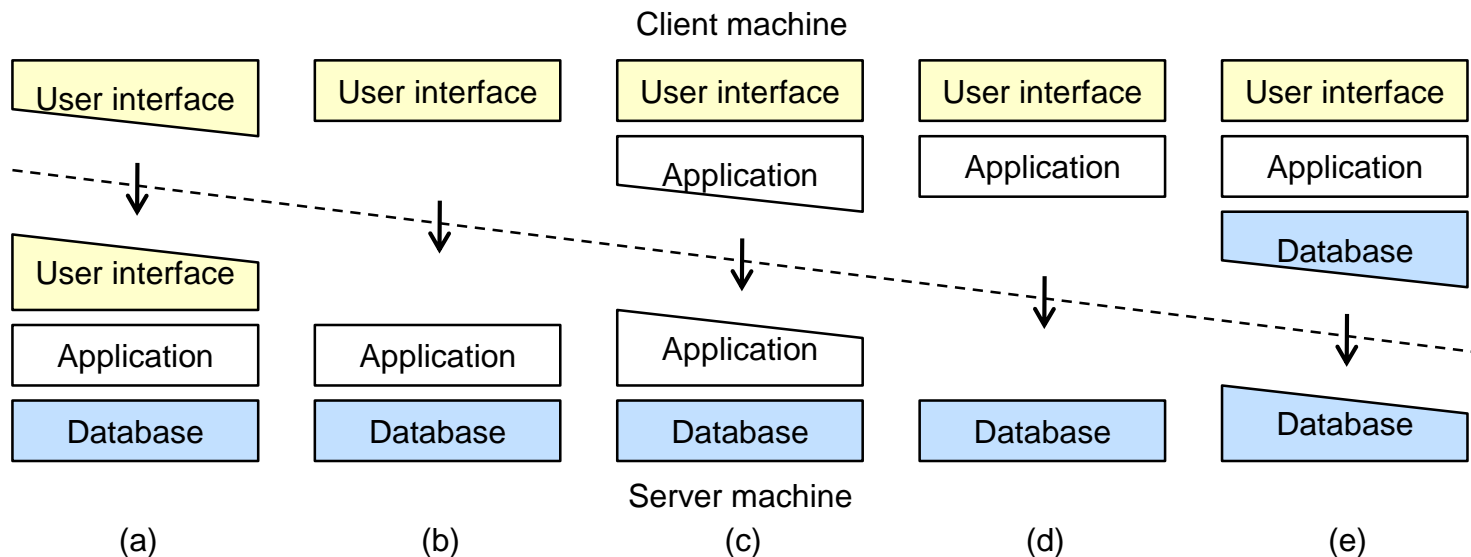 Client machine
User interface
User interface
User interface
User interface
User interface
Application
Application
Application
Database
User interface
Application
Application
Application
Database
Database
Database
Database
Database
Server machine
(a)
(b)
(c)
(d)
(e)